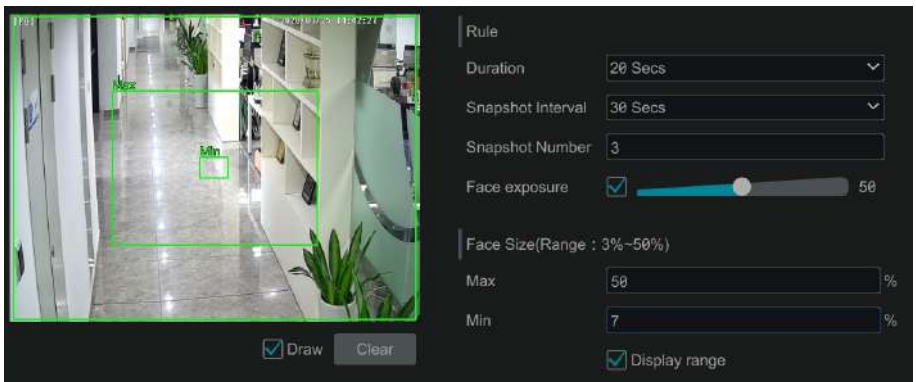 Max
Min
Draw
Clear
Rule
Duration 20 Secs
Snapshot Interval 30 Secs
Snapshot Number 3
Face exposure 50
Face Size(Range : 3%~50%)
Max 50 %
Min 7 %
Display range